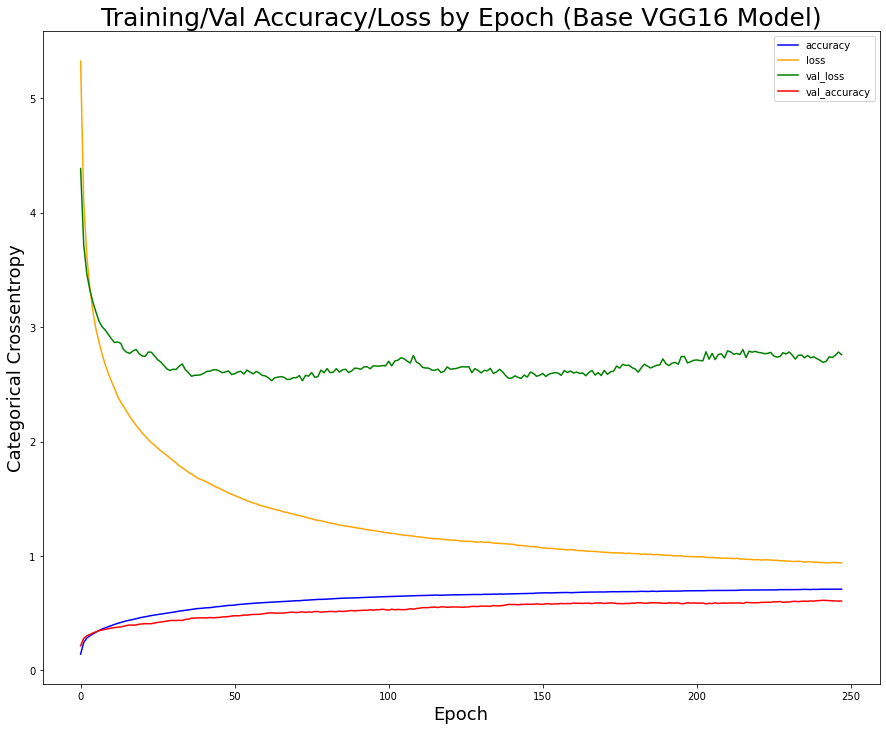 Training/Val Accuracy/Loss by Epoch (Base VGG16 Model)
accuracy
loss
val_loss
val_accuracy
Categorical Crossentropy
5
4
3
2
1
0
0 50 100 150 200 250
Epoch